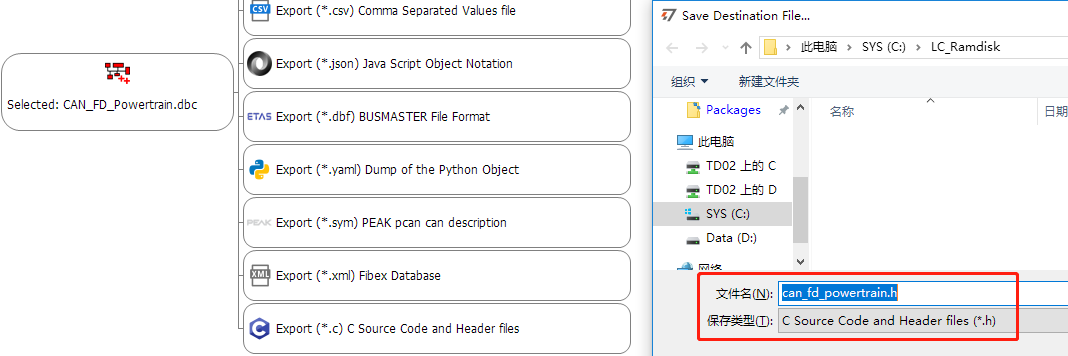 Selected: CAN_FD_Powertrain.dbc
CSV
Export (*.csv) Comma Separated Values file
Export (*.json) Java Script Object Notation
ETAS
Export (*.dbf) BUSMASTER File Format
Export (*.yaml) Dump of the Python Object
PEAK
Export (*.sym) PEAK pcan can description
XML
Export (*.xml) Fibex Database
C
Export (*.c) C Source Code and Header files
Save Destination File...
此电脑 > SYS (C:) > LC_Ramdisk
组织 新建文件夹
Packages
此电脑
TD02 上的 C
TD02 上的 D
SYS (C:)
Data (D:)
网络
名称 日期
文件名(N): can_fd_powertrain.h
保存类型(T): C Source Code and Header files (*.h)